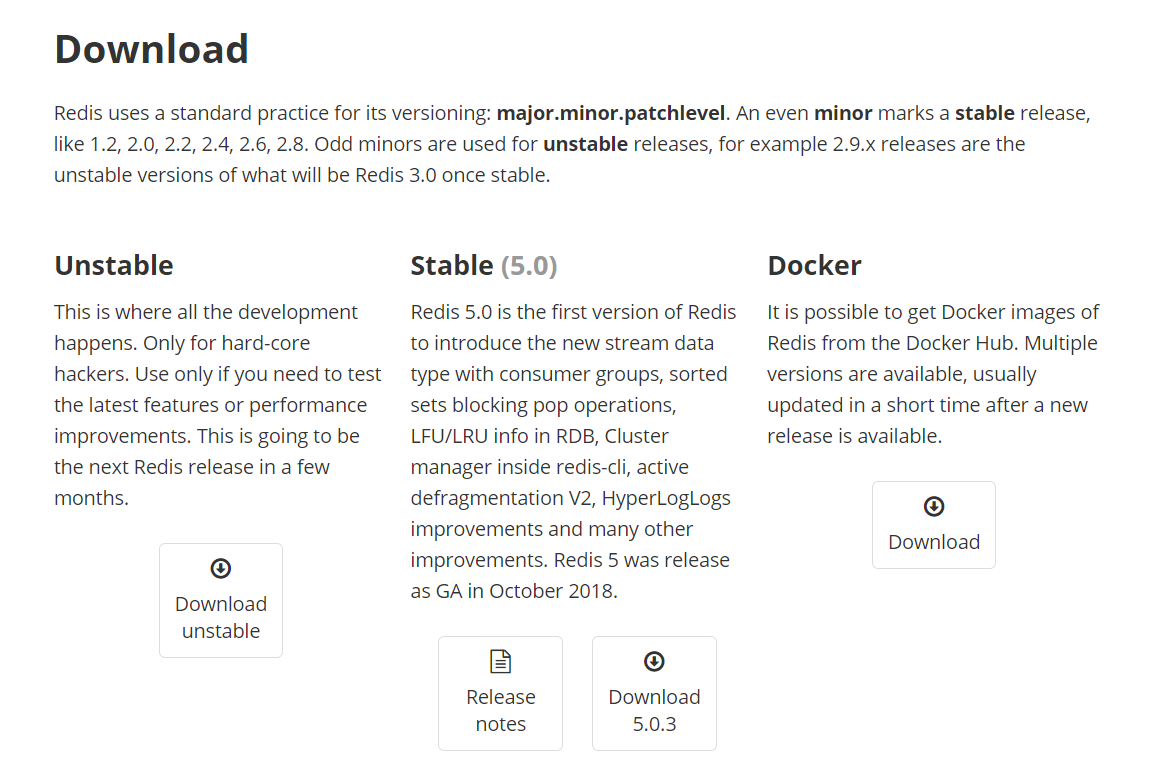 Download
Redis uses a standard practice for its versioning: major.minor.patchlevel. An even minor marks a stable release,
like 1.2, 2.0, 2.2, 2.4, 2.6, 2.8. Odd minors are used for unstable releases, for example 2.9.x releases are the
unstable versions of what will be Redis 3.0 once stable.
Unstable
This is where all the development
happens. Only for hard-core
hackers. Use only if you need to test
the latest features or performance
improvements. This is going to be
the next Redis release in a few
months.
Download
unstable
Stable (5.0)
Redis 5.0 is the first version of Redis
to introduce the new stream data
type with consumer groups, sorted
sets blocking pop operations,
LFU/LRU info in RDB, Cluster
manager inside redis-cli, active
defragmentation V2, HyperLogLogs
improvements and many other
improvements. Redis 5 was release
as GA in October 2018.
Release
notes
Download
5.0.3
Docker
It is possible to get Docker images of
Redis from the Docker Hub. Multiple
versions are available, usually
updated in a short time after a new
release is available.
Download